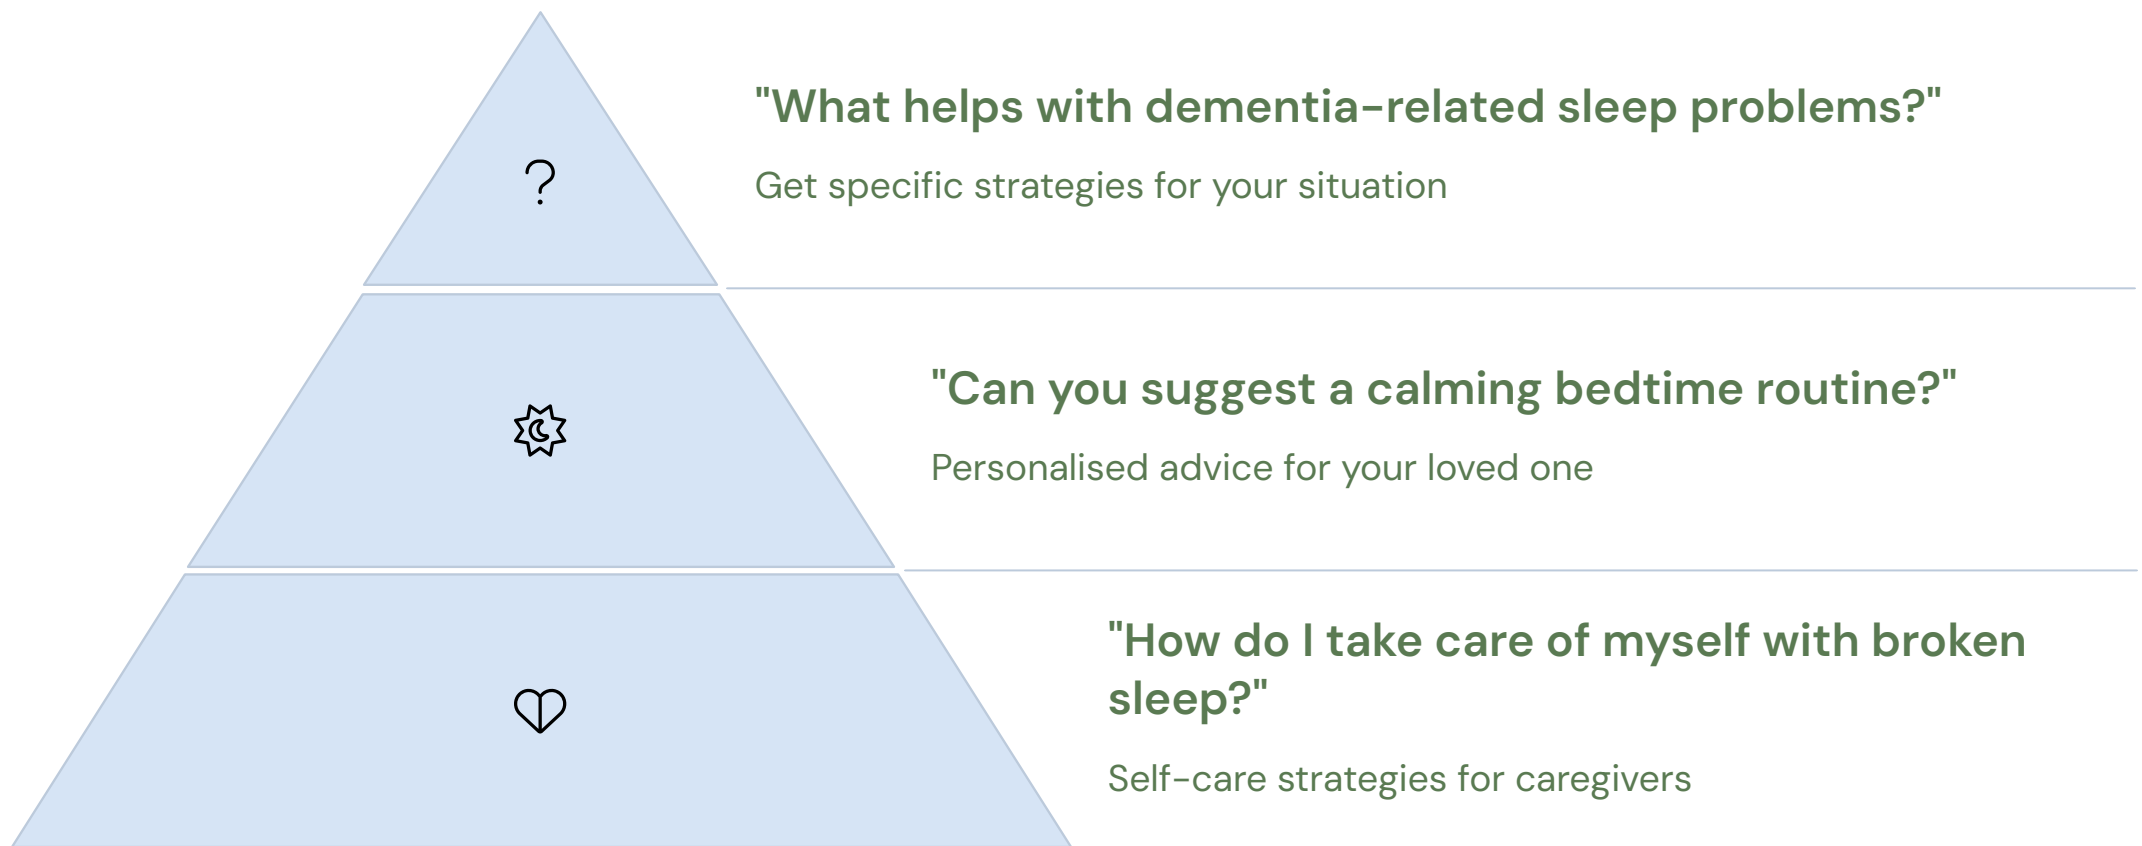 "What helps with dementia-related sleep problems?"
Get specific strategies for your situation
"Can you suggest a calming bedtime routine?"
Personalised advice for your loved one
"How do I take care of myself with broken
sleep?"
Self-care strategies for caregivers